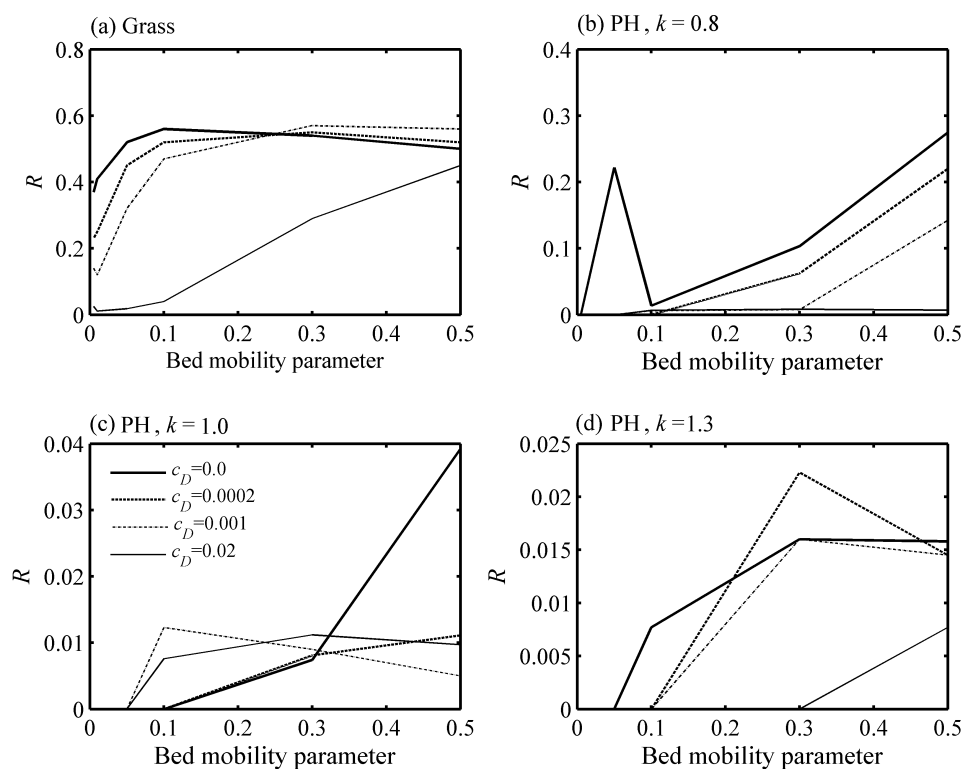 (a) Grass
0.8
0.6
0.4
0.2
0
R
0 0.1 0.2 0.3 0.4 0.5
Bed mobility parameter
(b) PH , k = 0.8
0.4
0.3
0.2
0.1
0
R
0 0.1 0.2 0.3 0.4 0.5
Bed mobility parameter
(c) PH , k = 1.0
0.04
0.03
0.02
0.01
0
R
c_D=0.0
c_D=0.0002
c_D=0.001
c_D=0.02
0 0.1 0.2 0.3 0.4 0.5
Bed mobility parameter
(d) PH , k=1.3
0.025
0.02
0.015
0.01
0.005
0
R
0 0.1 0.2 0.3 0.4 0.5
Bed mobility parameter